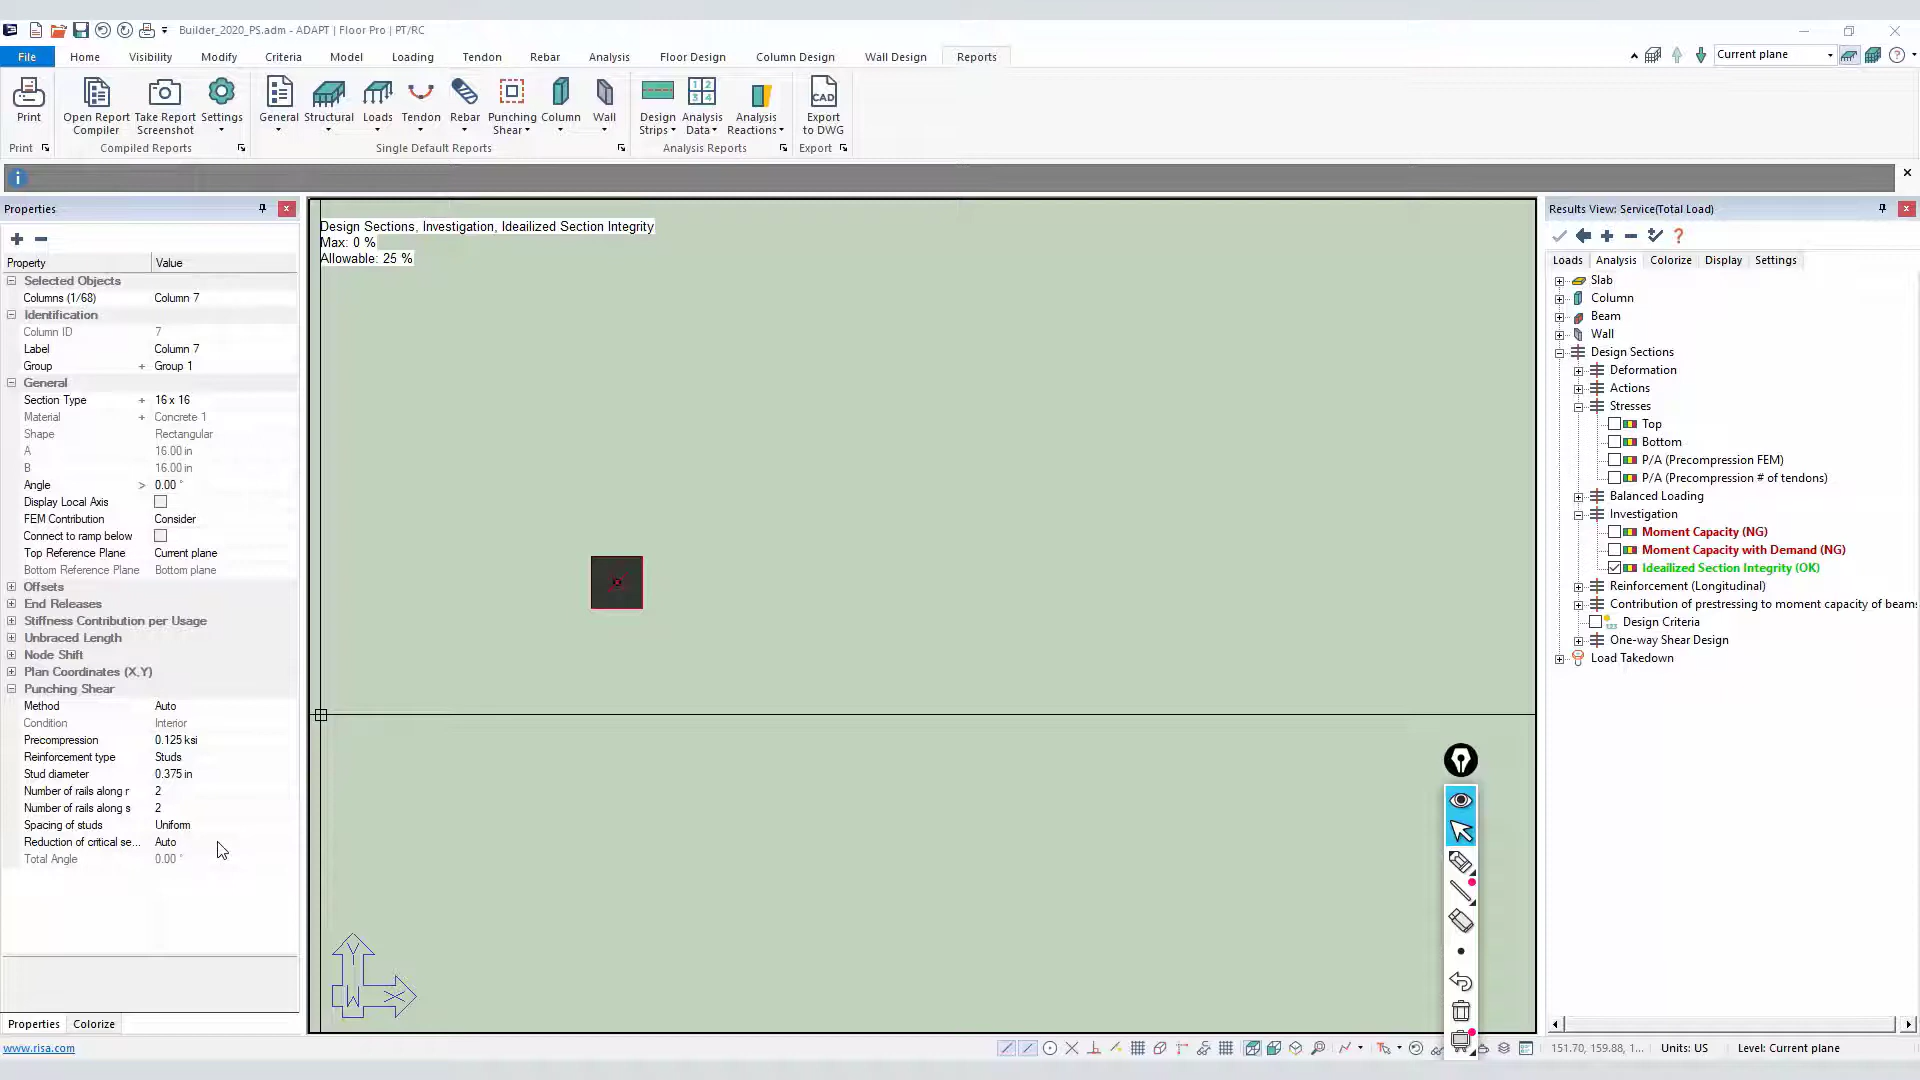 Builder_2020_PS.adm - ADAPT | Floor Pro | PT/RC
File Home Visibility Modify Criteria Model Loading Tendon Rebar Analysis Floor Design Column Design Wall Design Reports Current plane
Print Open Report Compiler Take Report Screenshot Settings General Structural Loads Tendon Rebar Punching Shear Column Wall Design Strips Analysis Data Analysis Reactions Export to DWG
CAD
Print Compiled Reports Single Default Reports Analysis Reports Export
Properties
Property Value
Selected Objects
Columns (1/68) Column 7
Identification
Column ID 7
Label Column 7
Group + Group 1
General
Section Type + 16 x 16
Material + Concrete 1
Shape Rectangular
A 16.00 in
B 16.00 in
Angle > 0.00 °
Display Local Axis
FEM Contribution Consider
Connect to ramp below
Top Reference Plane Current plane
Bottom Reference Plane Bottom plane
Offsets
End Releases
Stiffness Contribution per Usage
Unbraced Length
Node Shift
Plan Coordinates (X,Y)
Punching Shear
Method Auto
Condition Interior
Precompression 0.125 ksi
Reinforcement type Studs
Stud diameter 0.375 in
Number of rails along r 2
Number of rails along s 2
Spacing of studs Uniform
Reduction of critical se... Auto
Total Angle 0.00 °
Properties Colorize
www.risa.com
Design Sections, Investigation, Ideailized Section Integrity
Max: 0 %
Allowable: 25 %
Y
W X
Results View: Service(Total Load)
Loads Analysis Colorize Display Settings
Slab
Column
Beam
Wall
Design Sections
Deformation
Actions
Stresses
Top
Bottom
P/A (Precompression FEM)
P/A (Precompression # of tendons)
Balanced Loading
Investigation
Moment Capacity (NG)
Moment Capacity with Demand (NG)
Ideailized Section Integrity (OK)
Reinforcement (Longitudinal)
Contribution of prestressing to moment capacity of beams
Design Criteria
One-way Shear Design
Load Takedown
151.70, 159.88, 1... Units: US Level: Current plane